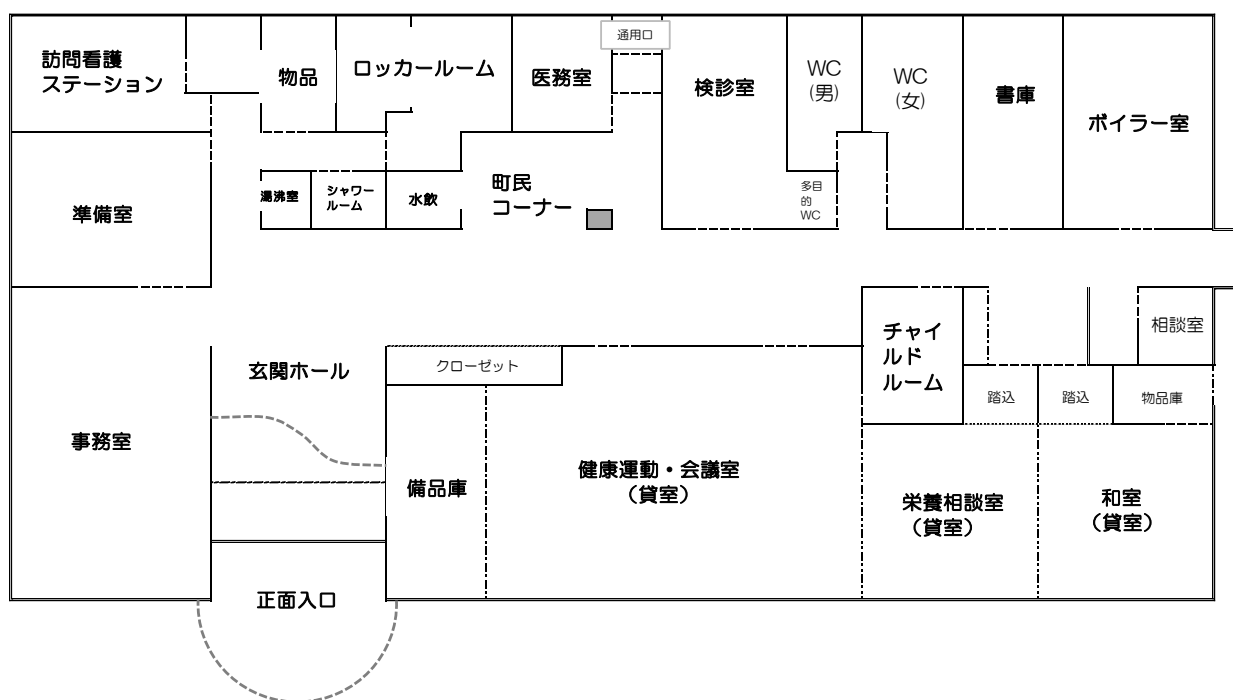 訪問看護
ステーション
物品
ロッカールーム
医務室
通用口
検診室
WC
(男)
WC
(女)
書庫
ボイラー室
準備室
湯沸室
シャワー
ルーム
水飲
町民
コーナー
多目
的
WC
玄関ホール
クローゼット
チャイ
ルド
ルーム
相談室
踏込
踏込
物品庫
事務室
備品庫
健康運動・会議室
（貸室）
栄養相談室
（貸室）
和室
（貸室）
正面入口